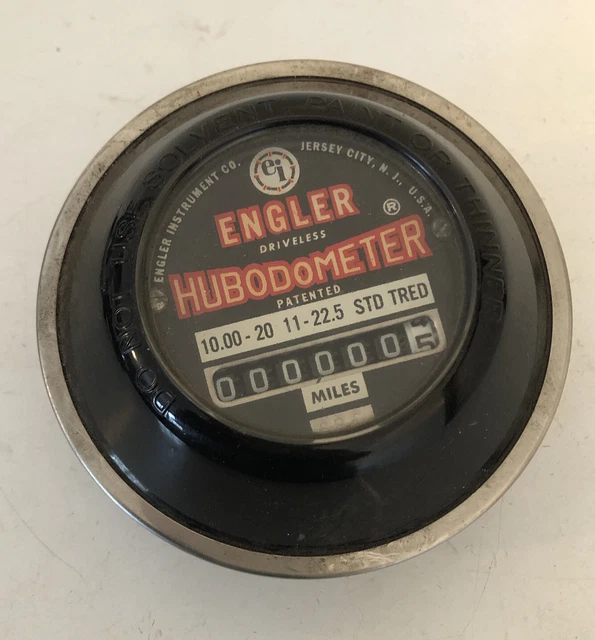 DO NOT USE SOLVENT PAINT OR THINNER
ENGLER INSTRUMENT CO.
ei
JERSEY CITY, N. J., U.S.A.
ENGLER ®
DRIVELESS
HUBODOMETER
PATENTED
10.00-20 11-22.5 STD TRED
000000
MILES